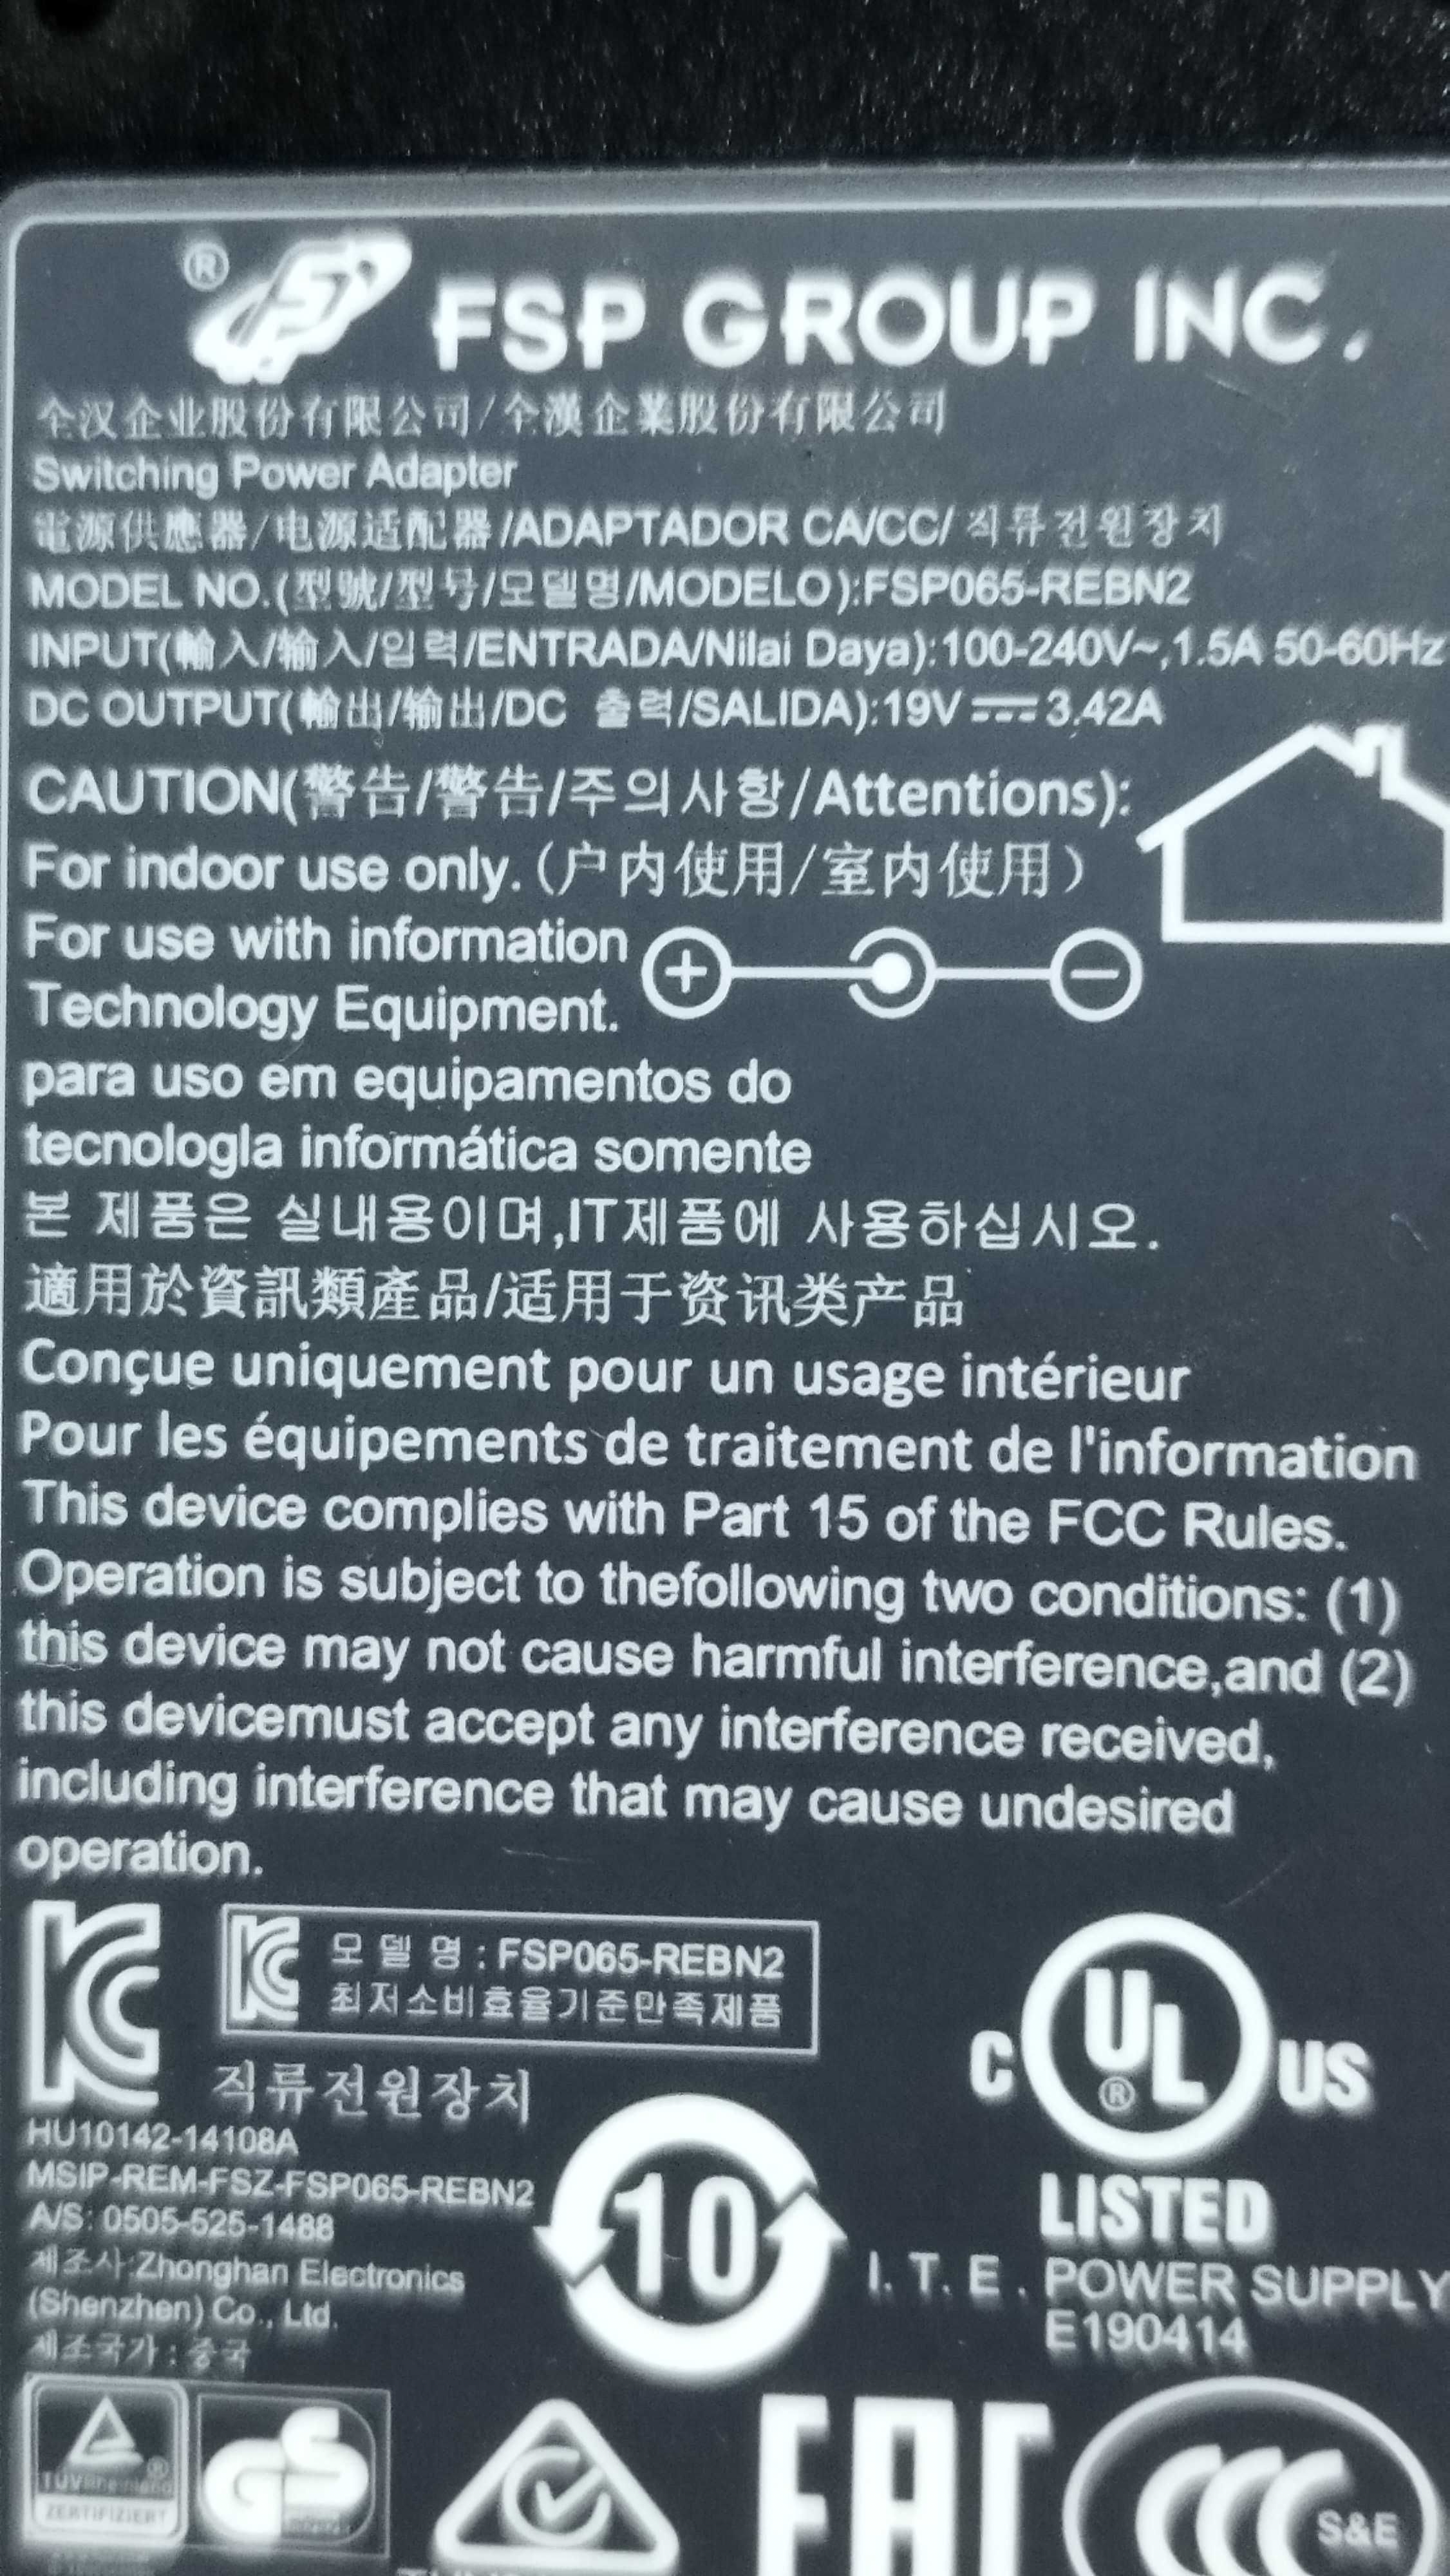 ® FSP GROUP INC.
全汉企业股份有限公司/全漢企業股份有限公司
Switching Power Adapter
電源供應器/电源适配器/ADAPTADOR CA/CC/ 직류전원장치
MODEL NO.(型號/型号/모델명/MODELO):FSP065-REBN2
INPUT(輸入/输入/입력/ENTRADA/Nilai Daya):100-240V~,1.5A 50-60Hz
DC OUTPUT(輸出/输出/DC 출력/SALIDA):19V ⎓ 3.42A
CAUTION(警告/警告/주의사항/Attentions):
For indoor use only.(户内使用/室内使用)
For use with information
Technology Equipment.
+ −
para uso em equipamentos do
tecnologla informática somente
본 제품은 실내용이며,IT제품에 사용하십시오.
適用於資訊類產品/适用于资讯类产品
Conçue uniquement pour un usage intérieur
Pour les équipements de traitement de l'information
This device complies with Part 15 of the FCC Rules.
Operation is subject to thefollowing two conditions: (1)
this device may not cause harmful interference,and (2)
this devicemust accept any interference received,
including interference that may cause undesired
operation.
모 델 명 : FSP065-REBN2
최저소비효율기준만족제품
직류전원장치
HU10142-14108A
MSIP-REM-FSZ-FSP065-REBN2
A/S: 0505-525-1488
제조사:Zhonghan Electronics
(Shenzhen) Co., Ltd.
제조국가 : 중국
10
C UL ® US
LISTED
I. T. E . POWER SUPPLY
E190414
TÜVRheinland ®
ZERTIFIZIERT
GS
EAC
CCC S&E